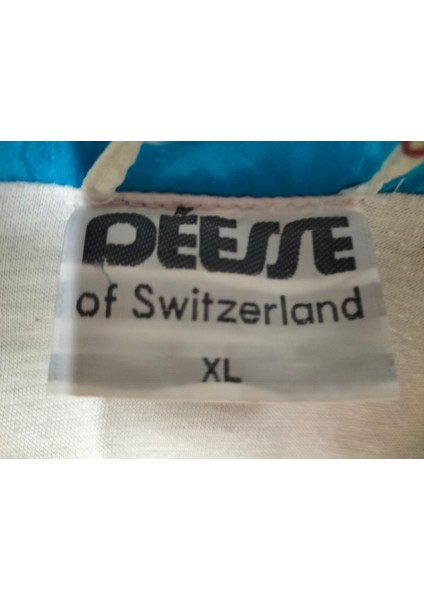 DÉESSE
of Switzerland
XL